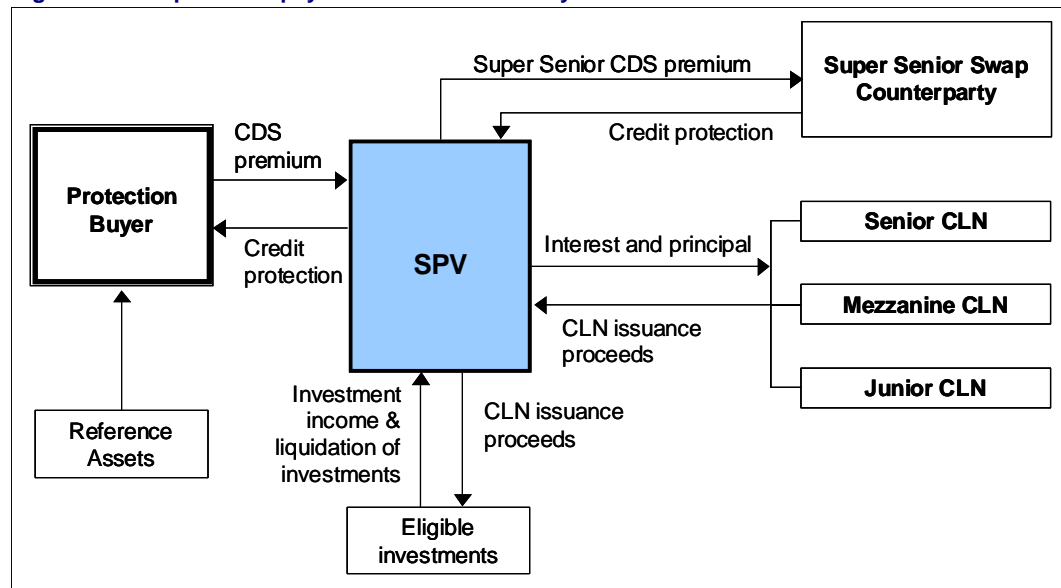 Super Senior CDS premium
Super Senior Swap
Counterparty
Credit protection
CDS
premium
Protection
Buyer
Credit
protection
SPV
Senior CLN
Interest and principal
Mezzanine CLN
CLN issuance
proceeds
Junior CLN
Investment
income &
liquidation of
investments
CLN issuance
proceeds
Reference
Assets
Eligible
investments